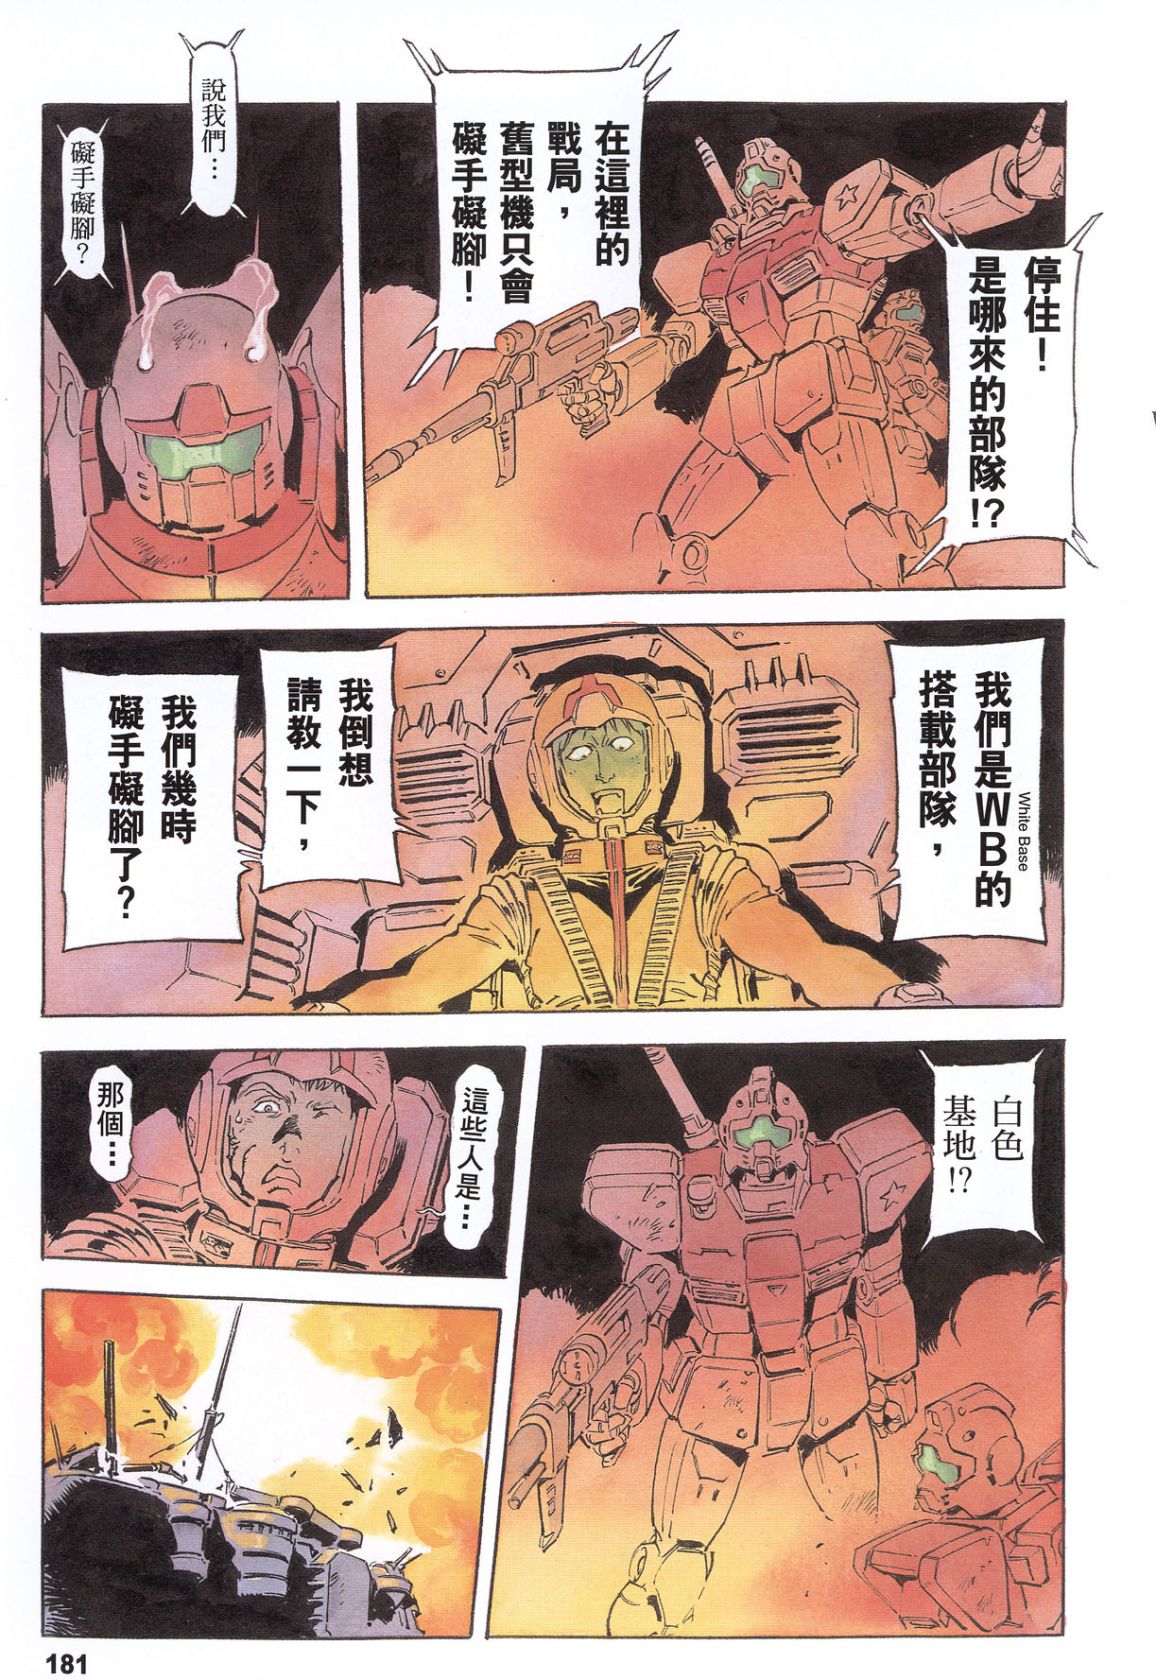 停住！
是哪來的部隊!?
在這裡的
戰局，
舊型機只會
礙手礙腳！
說我們…
礙手礙腳？
我們是WB的
White Base
搭載部隊，
我倒想
請教一下，
我們幾時
礙手礙腳了？
白色
基地!?
這些人是…
那個…
181